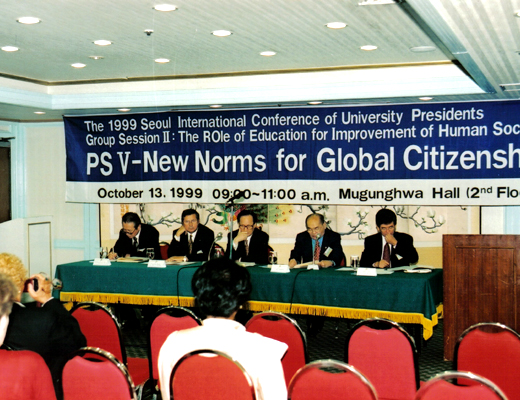 The 1999 Seoul International Conference of University Presidents
Group Session II : The ROle of Education for Improvement of Human Soc
PS V-New Norms for Global Citizensh
October 13. 1999 09:00~11:00 a.m. Mugunghwa Hall (2nd Flo